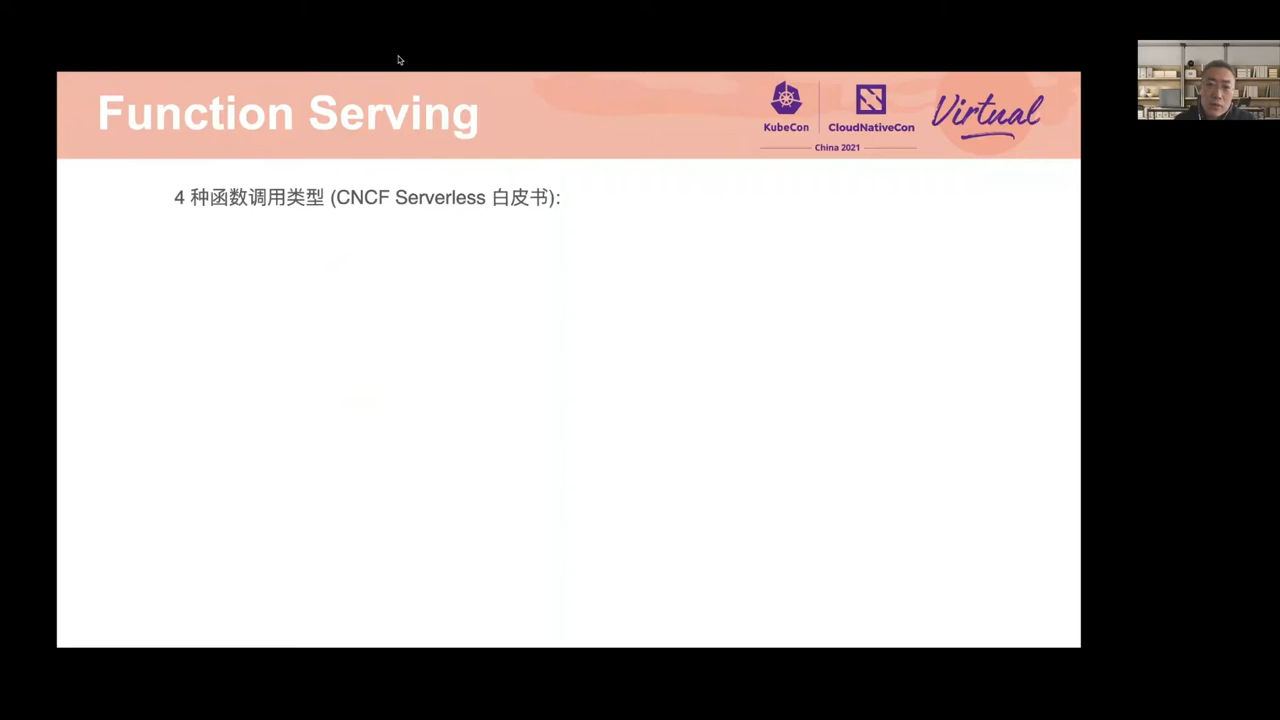 Function Serving
KubeCon
CloudNativeCon
Virtual
China 2021
4 种函数调用类型 (CNCF Serverless 白皮书):